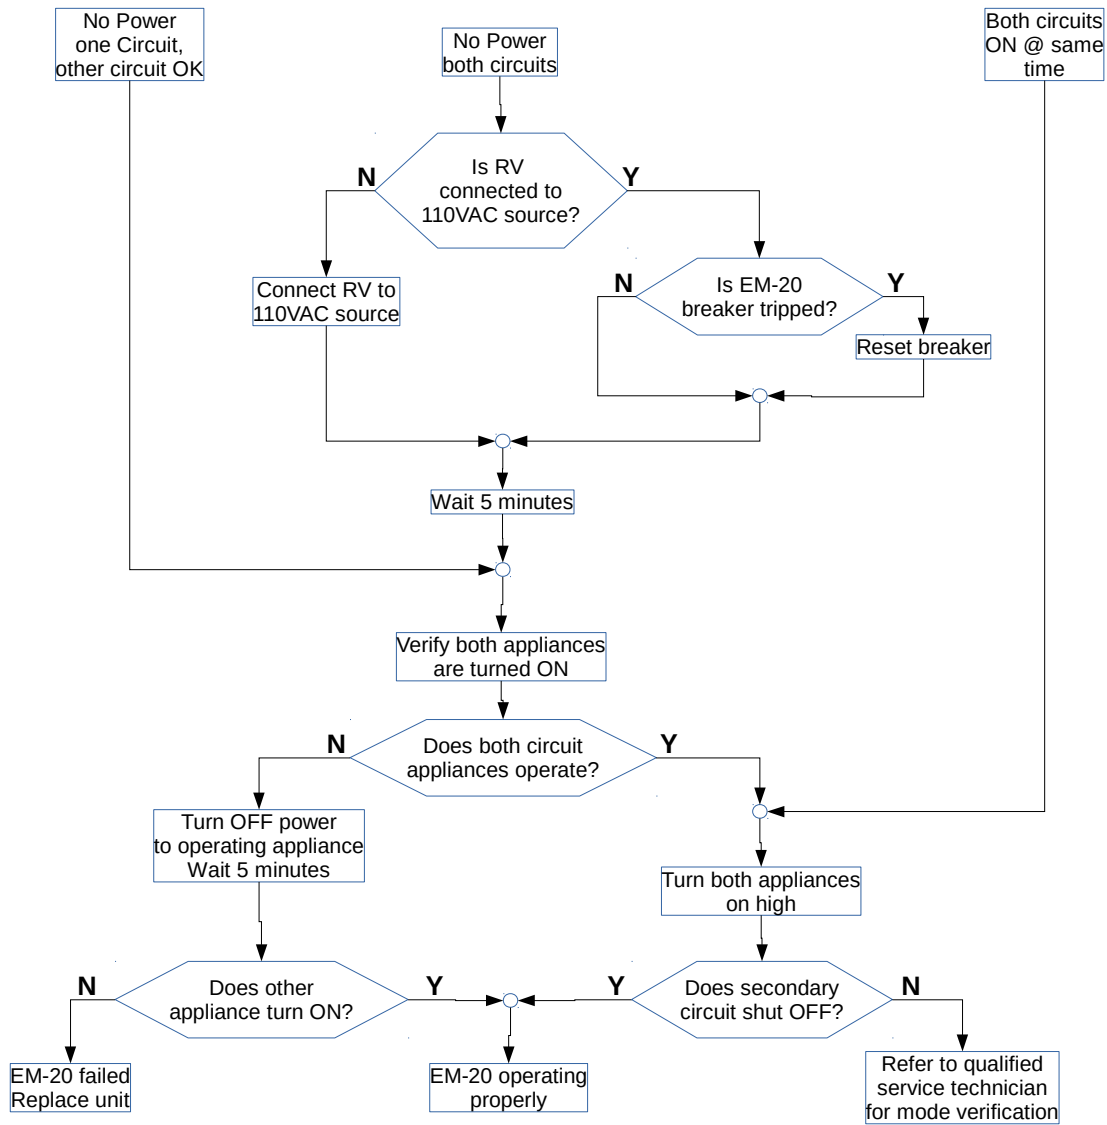 No Power
one Circuit,
other circuit OK
No Power
both circuits
Both circuits
ON @ same
time
Is RV
connected to
110VAC source?
N
Y
Connect RV to
110VAC source
Is EM-20
breaker tripped?
N
Y
Reset breaker
Wait 5 minutes
Verify both appliances
are turned ON
Does both circuit
appliances operate?
N
Y
Turn OFF power
to operating appliance
Wait 5 minutes
Turn both appliances
on high
Does other
appliance turn ON?
N
Y
Does secondary
circuit shut OFF?
Y
N
EM-20 failed
Replace unit
EM-20 operating
properly
Refer to qualified
service technician
for mode verification